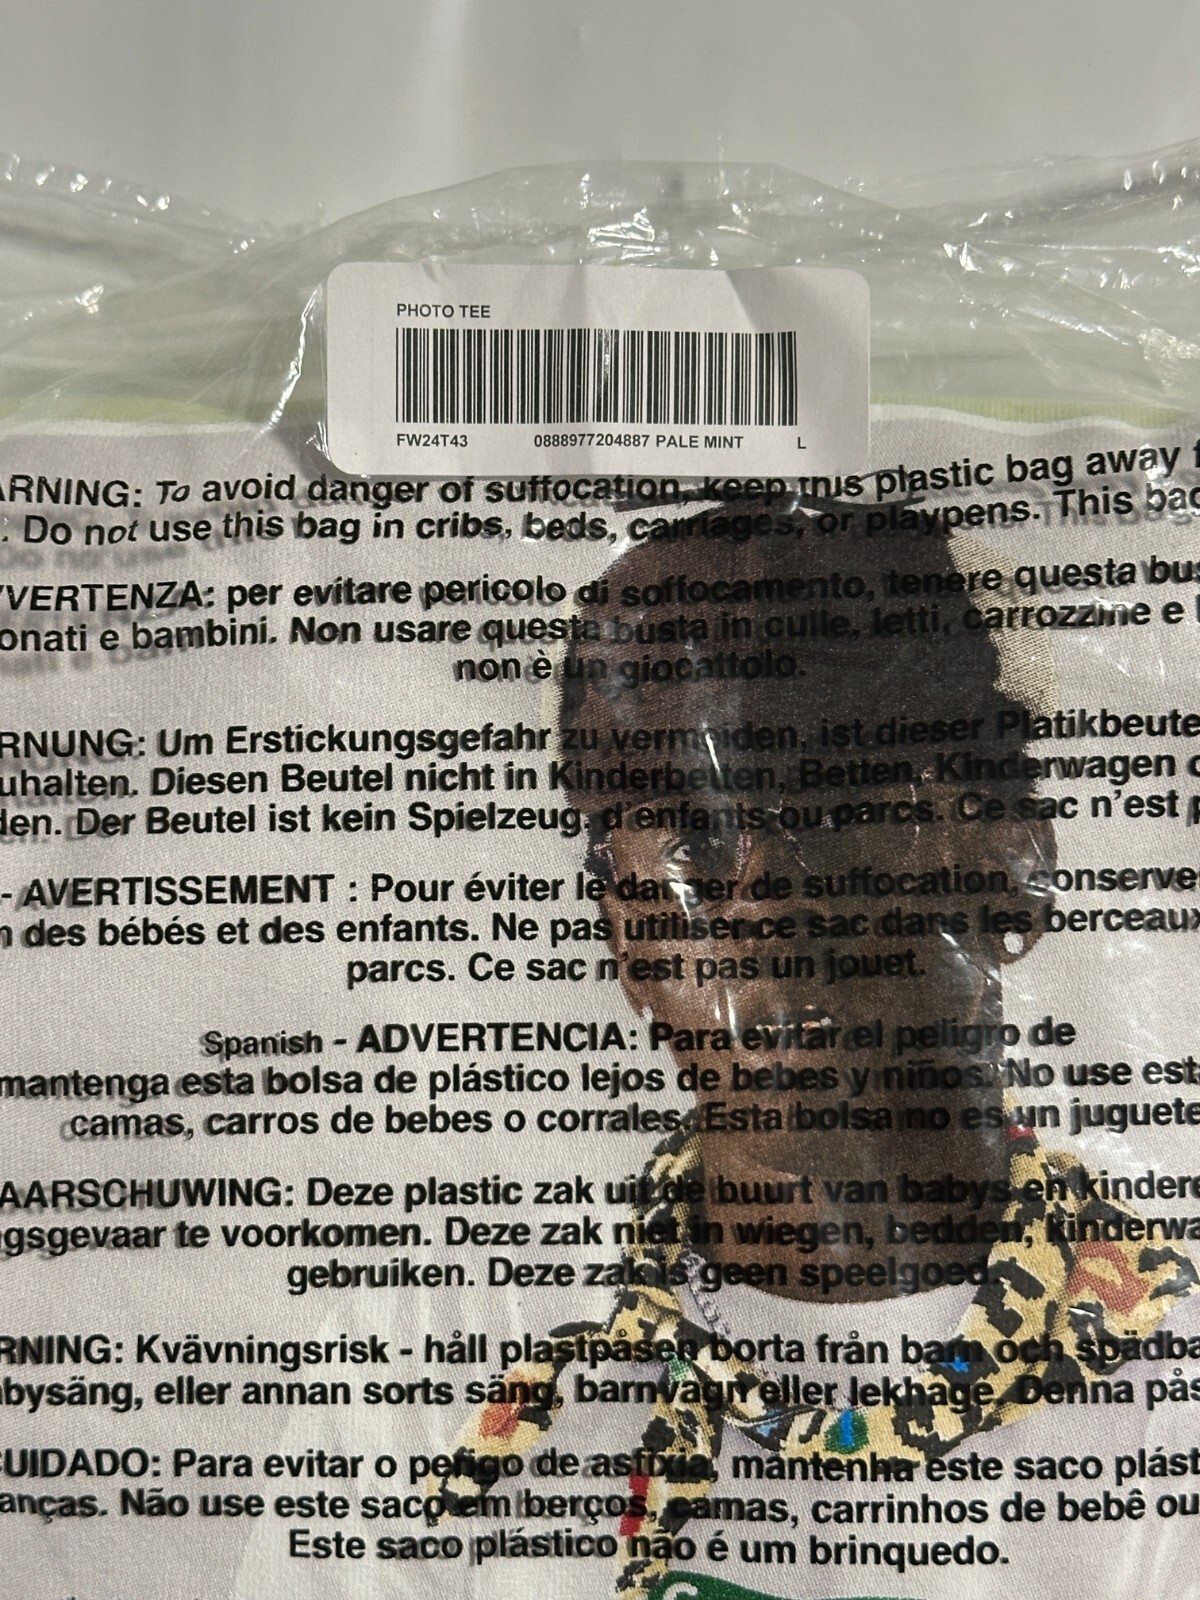 PHOTO TEE
FW24T43 0888977204887 PALE MINT L
ARNING: To avoid danger of suffocation, keep this plastic bag away f
. Do not use this bag in cribs, beds, carriages, or playpens. This bag
VVERTENZA: per evitare pericolo di soffocamento, tenere questa bus
onati e bambini. Non usare questa busta in culle, letti, carrozzine e
non è un giocattolo.
RNUNG: Um Erstickungsgefahr zu vermeiden, ist dieser Platikbeute
uhalten. Diesen Beutel nicht in Kinderbetten, Betten, Kinderwagen o
den. Der Beutel ist kein Spielzeug, d'enfants ou parcs. Ce sac n'est p
- AVERTISSEMENT : Pour éviter le danger de suffocation, conserve
n des bébés et des enfants. Ne pas utiliser ce sac dans les berceaux
parcs. Ce sac n'est pas un jouet.
Spanish - ADVERTENCIA: Para evitar el peligro de
mantenga esta bolsa de plástico lejos de bebes y niños. No use est
camas, carros de bebes o corrales. Esta bolsa no es un juguete
AARSCHUWING: Deze plastic zak uit de buurt van babys en kindere
gsgevaar te voorkomen. Deze zak niet in wiegen, bedden, kinderwa
gebruiken. Deze zak is geen speelgoed.
RNING: Kvävningsrisk - håll plastpåsen borta från barn och spädba
bysäng, eller annan sorts säng, barnvagn eller lekhage. Denna pås
CUIDADO: Para evitar o perigo de asfixia, mantenha este saco plást
anças. Não use este saco em berços, camas, carrinhos de bebê ou
Este saco plástico não é um brinquedo.